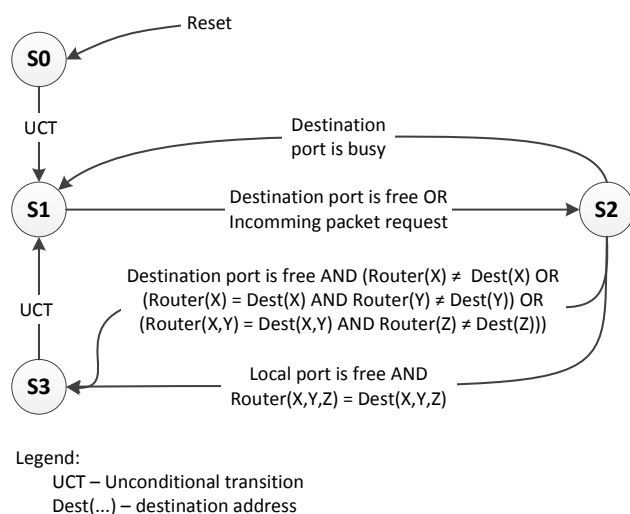 Reset
S0
UCT
Destination
port is busy
S1
Destination port is free OR
Incomming packet request
S2
Destination port is free AND (Router(X) ≠ Dest(X) OR
(Router(X) = Dest(X) AND Router(Y) ≠ Dest(Y)) OR
(Router(X,Y) = Dest(X,Y) AND Router(Z) ≠ Dest(Z)))
UCT
S3
Local port is free AND
Router(X,Y,Z) = Dest(X,Y,Z)
Legend:
UCT – Unconditional transition
Dest(...) – destination address